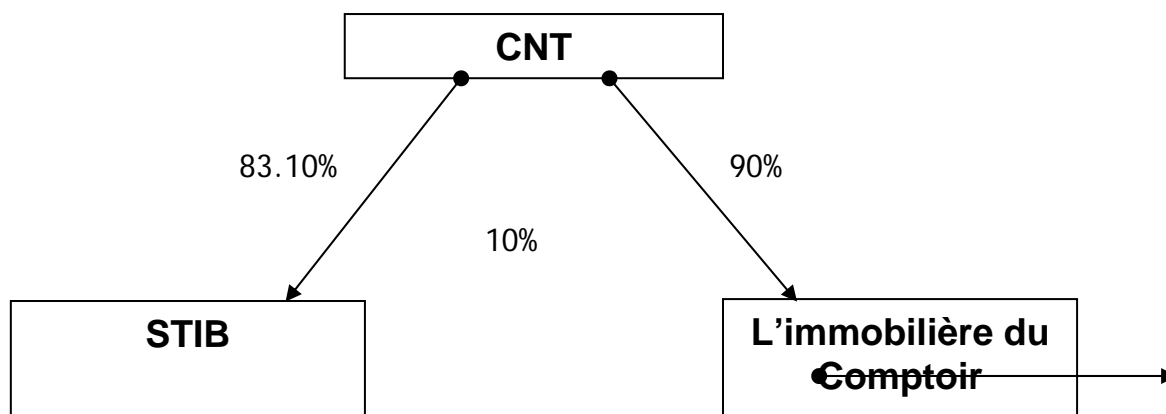 CNT
83.10%
90%
10%
STIB
L’immobilière du
Comptoir